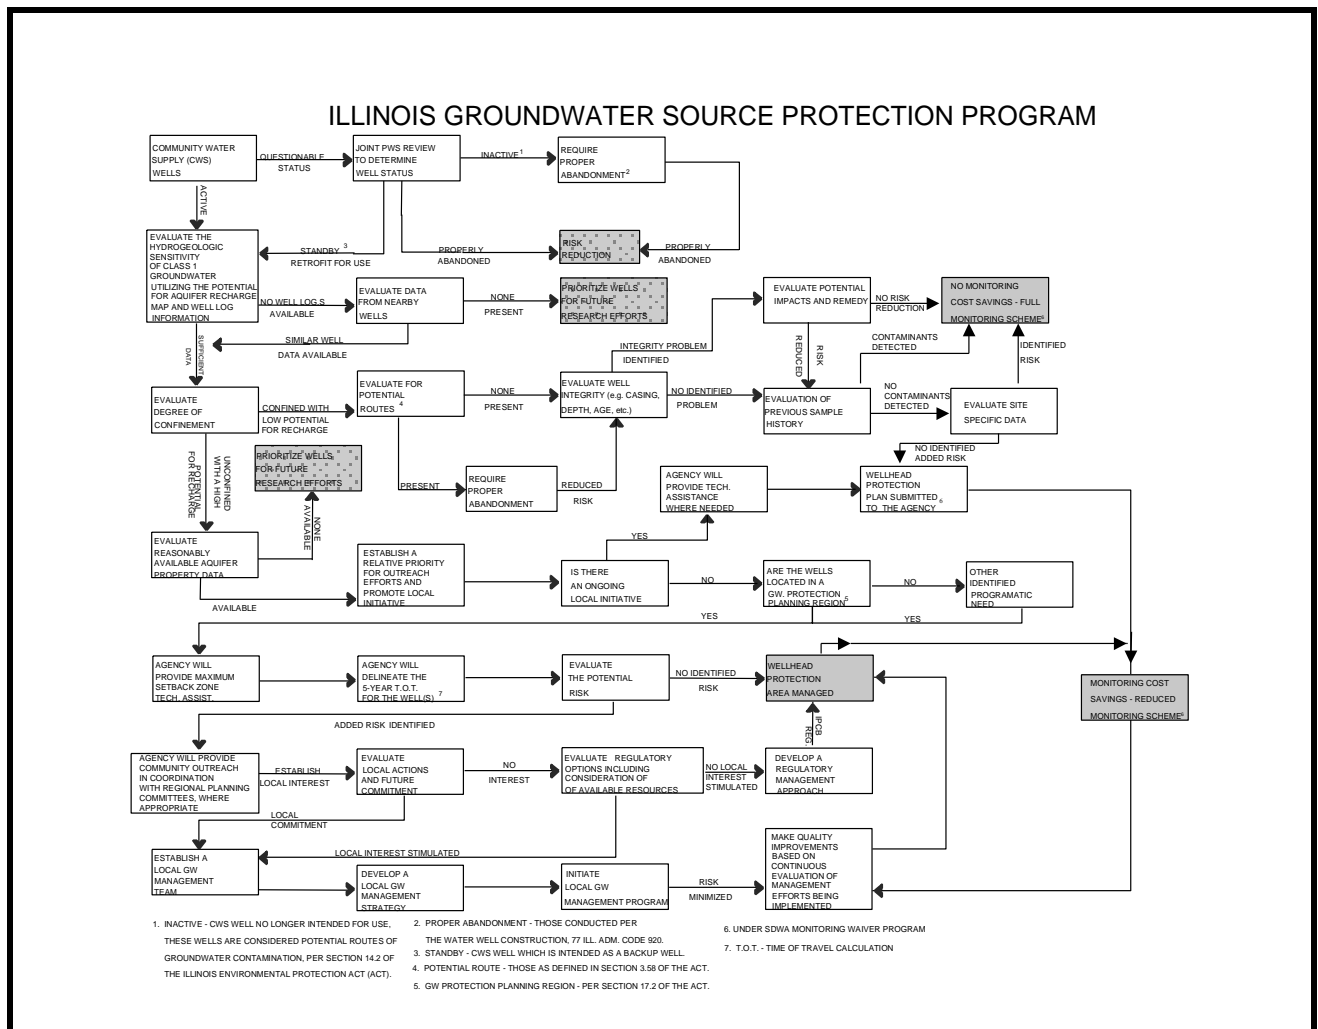 ILLINOIS GROUNDWATER SOURCE PROTECTION PROGRAM
COMMUNITY WATER
SUPPLY (CWS)
WELLS
QUESTIONABLE
STATUS
JOINT PWS REVIEW
TO DETERMINE
WELL STATUS
INACTIVE 1
REQUIRE
PROPER
ABANDONMENT 2
ACTIVE
EVALUATE THE
HYDROGEOLOGIC
SENSITIVITY
OF CLASS 1
GROUNDWATER
UTILIZING THE POTENTIAL
FOR AQUIFER RECHARGE
MAP AND WELL LOG
INFORMATION
STANDBY 3
RETROFIT FOR USE
PROPERLY
ABANDONED
RISK
REDUCTION
PROPERLY
ABANDONED
NO WELL LOG.S
AVAILABLE
EVALUATE DATA
FROM NEARBY
WELLS
NONE
PRESENT
PRIORITIZE WELLS
FOR FUTURE
RESEARCH EFFORTS
EVALUATE POTENTIAL
IMPACTS AND REMEDY
NO RISK
REDUCTION
NO MONITORING
COST SAVINGS - FULL
MONITORING SCHEME 6
SIMILAR WELL
DATA AVAILABLE
SUFFICIENT
DATA
INTEGRITY PROBLEM
IDENTIFIED
RISK
REDUCED
CONTAMINANTS
DETECTED
IDENTIFIED
RISK
EVALUATE
DEGREE OF
CONFINEMENT
CONFINED WITH
LOW POTENTIAL
FOR RECHARGE
EVALUATE FOR
POTENTIAL
ROUTES 4
NONE
PRESENT
EVALUATE WELL
INTEGRITY (e.g. CASING,
DEPTH, AGE, etc.)
NO IDENTIFIED
PROBLEM
EVALUATION OF
PREVIOUS SAMPLE
HISTORY
NO
CONTAMINANTS
DETECTED
EVALUATE SITE
SPECIFIC DATA
UNCONFINED
WITH A HIGH
POTENTIAL
FOR RECHARGE
PRIORITIZE WELLS
FOR FUTURE
RESEARCH EFFORTS
PRESENT
REQUIRE
PROPER
ABANDONMENT
REDUCED
RISK
AGENCY WILL
PROVIDE TECH.
ASSISTANCE
WHERE NEEDED
NO IDENTIFIED
ADDED RISK
WELLHEAD
PROTECTION
PLAN SUBMITTED 6
TO THE AGENCY
NONE
AVAILABLE
EVALUATE
REASONABLY
AVAILABLE AQUIFER
PROPERTY DATA
AVAILABLE
ESTABLISH A
RELATIVE PRIORITY
FOR OUTREACH
EFFORTS AND
PROMOTE LOCAL
INITIATIVE
YES
IS THERE
AN ONGOING
LOCAL INITIATIVE
NO
ARE THE WELLS
LOCATED IN A
GW. PROTECTION
PLANNING REGION 5
NO
OTHER
IDENTIFIED
PROGRAMATIC
NEED
YES
YES
AGENCY WILL
PROVIDE MAXIMUM
SETBACK ZONE
TECH. ASSIST.
AGENCY WILL
DELINEATE THE
5-YEAR T.O.T.
FOR THE WELL(S) 7
EVALUATE
THE POTENTIAL
RISK
NO IDENTIFIED
RISK
WELLHEAD
PROTECTION
AREA MANAGED
MONITORING COST
SAVINGS - REDUCED
MONITORING SCHEME 6
ADDED RISK IDENTIFIED
IPCB
REG.
AGENCY WILL PROVIDE
COMMUNITY OUTREACH
IN COORDINATION
WITH REGIONAL PLANNING
COMMITTEES, WHERE
APPROPRIATE
ESTABLISH
LOCAL INTEREST
EVALUATE
LOCAL ACTIONS
AND FUTURE
COMMITMENT
NO
INTEREST
EVALUATE REGULATORY
OPTIONS INCLUDING
CONSIDERATION OF
OF AVAILABLE RESOURCES
NO LOCAL
INTEREST
STIMULATED
DEVELOP A
REGULATORY
MANAGEMENT
APPROACH
LOCAL
COMMITMENT
LOCAL INTEREST STIMULATED
ESTABLISH A
LOCAL GW
MANAGEMENT
TEAM
DEVELOP A
LOCAL GW
MANAGEMENT
STRATEGY
INITIATE
LOCAL GW
MANAGEMENT PROGRAM
RISK
MINIMIZED
MAKE QUALITY
IMPROVEMENTS
BASED ON
CONTINUOUS
EVALUATION OF
MANAGEMENT
EFFORTS BEING
IMPLEMENTED
1. INACTIVE - CWS WELL NO LONGER INTENDED FOR USE,
THESE WELLS ARE CONSIDERED POTENTIAL ROUTES OF
GROUNDWATER CONTAMINATION, PER SECTION 14.2 OF
THE ILLINOIS ENVIRONMENTAL PROTECTION ACT (ACT).
2. PROPER ABANDONMENT - THOSE CONDUCTED PER
THE WATER WELL CONSTRUCTION, 77 ILL. ADM. CODE 920.
3. STANDBY - CWS WELL WHICH IS INTENDED AS A BACKUP WELL.
4. POTENTIAL ROUTE - THOSE AS DEFINED IN SECTION 3.58 OF THE ACT.
5. GW PROTECTION PLANNING REGION - PER SECTION 17.2 OF THE ACT.
6. UNDER SDWA MONITORING WAIVER PROGRAM
7. T.O.T. - TIME OF TRAVEL CALCULATION